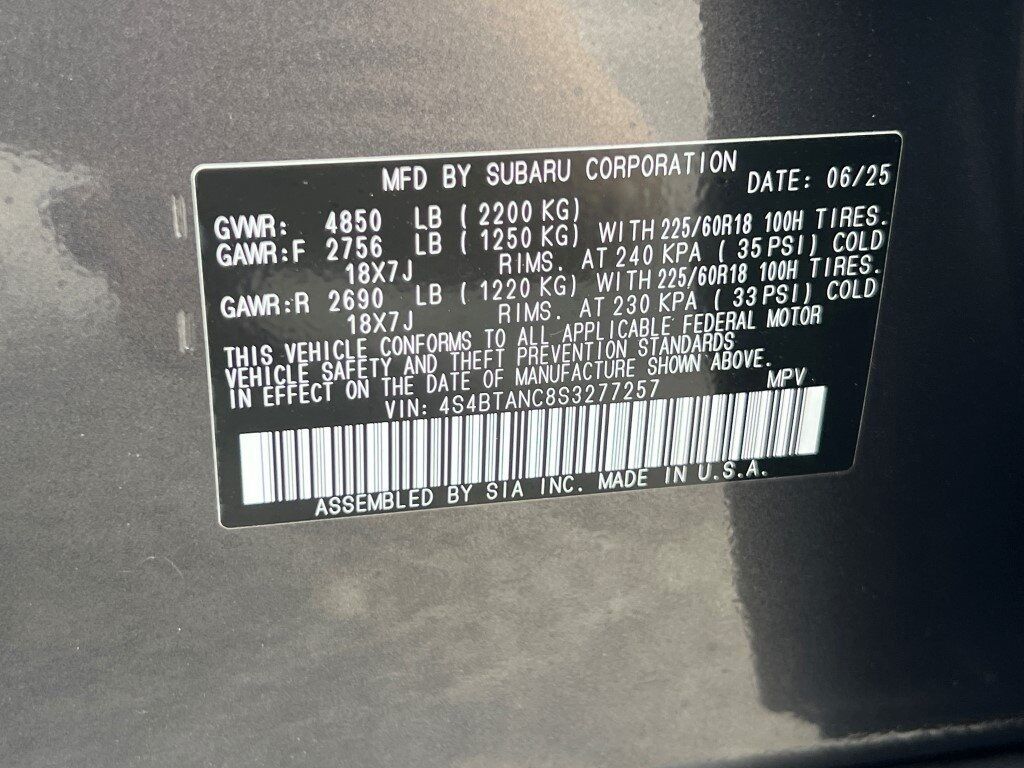 MFD BY SUBARU CORPORATION DATE: 06/25
GVWR: 4850 LB ( 2200 KG)
GAWR:F 2756 LB ( 1250 KG) WITH 225/60R18 100H TIRES.
18X7J RIMS. AT 240 KPA ( 35 PSI) COLD
GAWR:R 2690 LB ( 1220 KG) WITH 225/60R18 100H TIRES.
18X7J RIMS. AT 230 KPA ( 33 PSI) COLD
THIS VEHICLE CONFORMS TO ALL APPLICABLE FEDERAL MOTOR
VEHICLE SAFETY AND THEFT PREVENTION STANDARDS
IN EFFECT ON THE DATE OF MANUFACTURE SHOWN ABOVE.
VIN: 4S4BTANC8S3277257 MPV
ASSEMBLED BY SIA INC. MADE IN U.S.A.